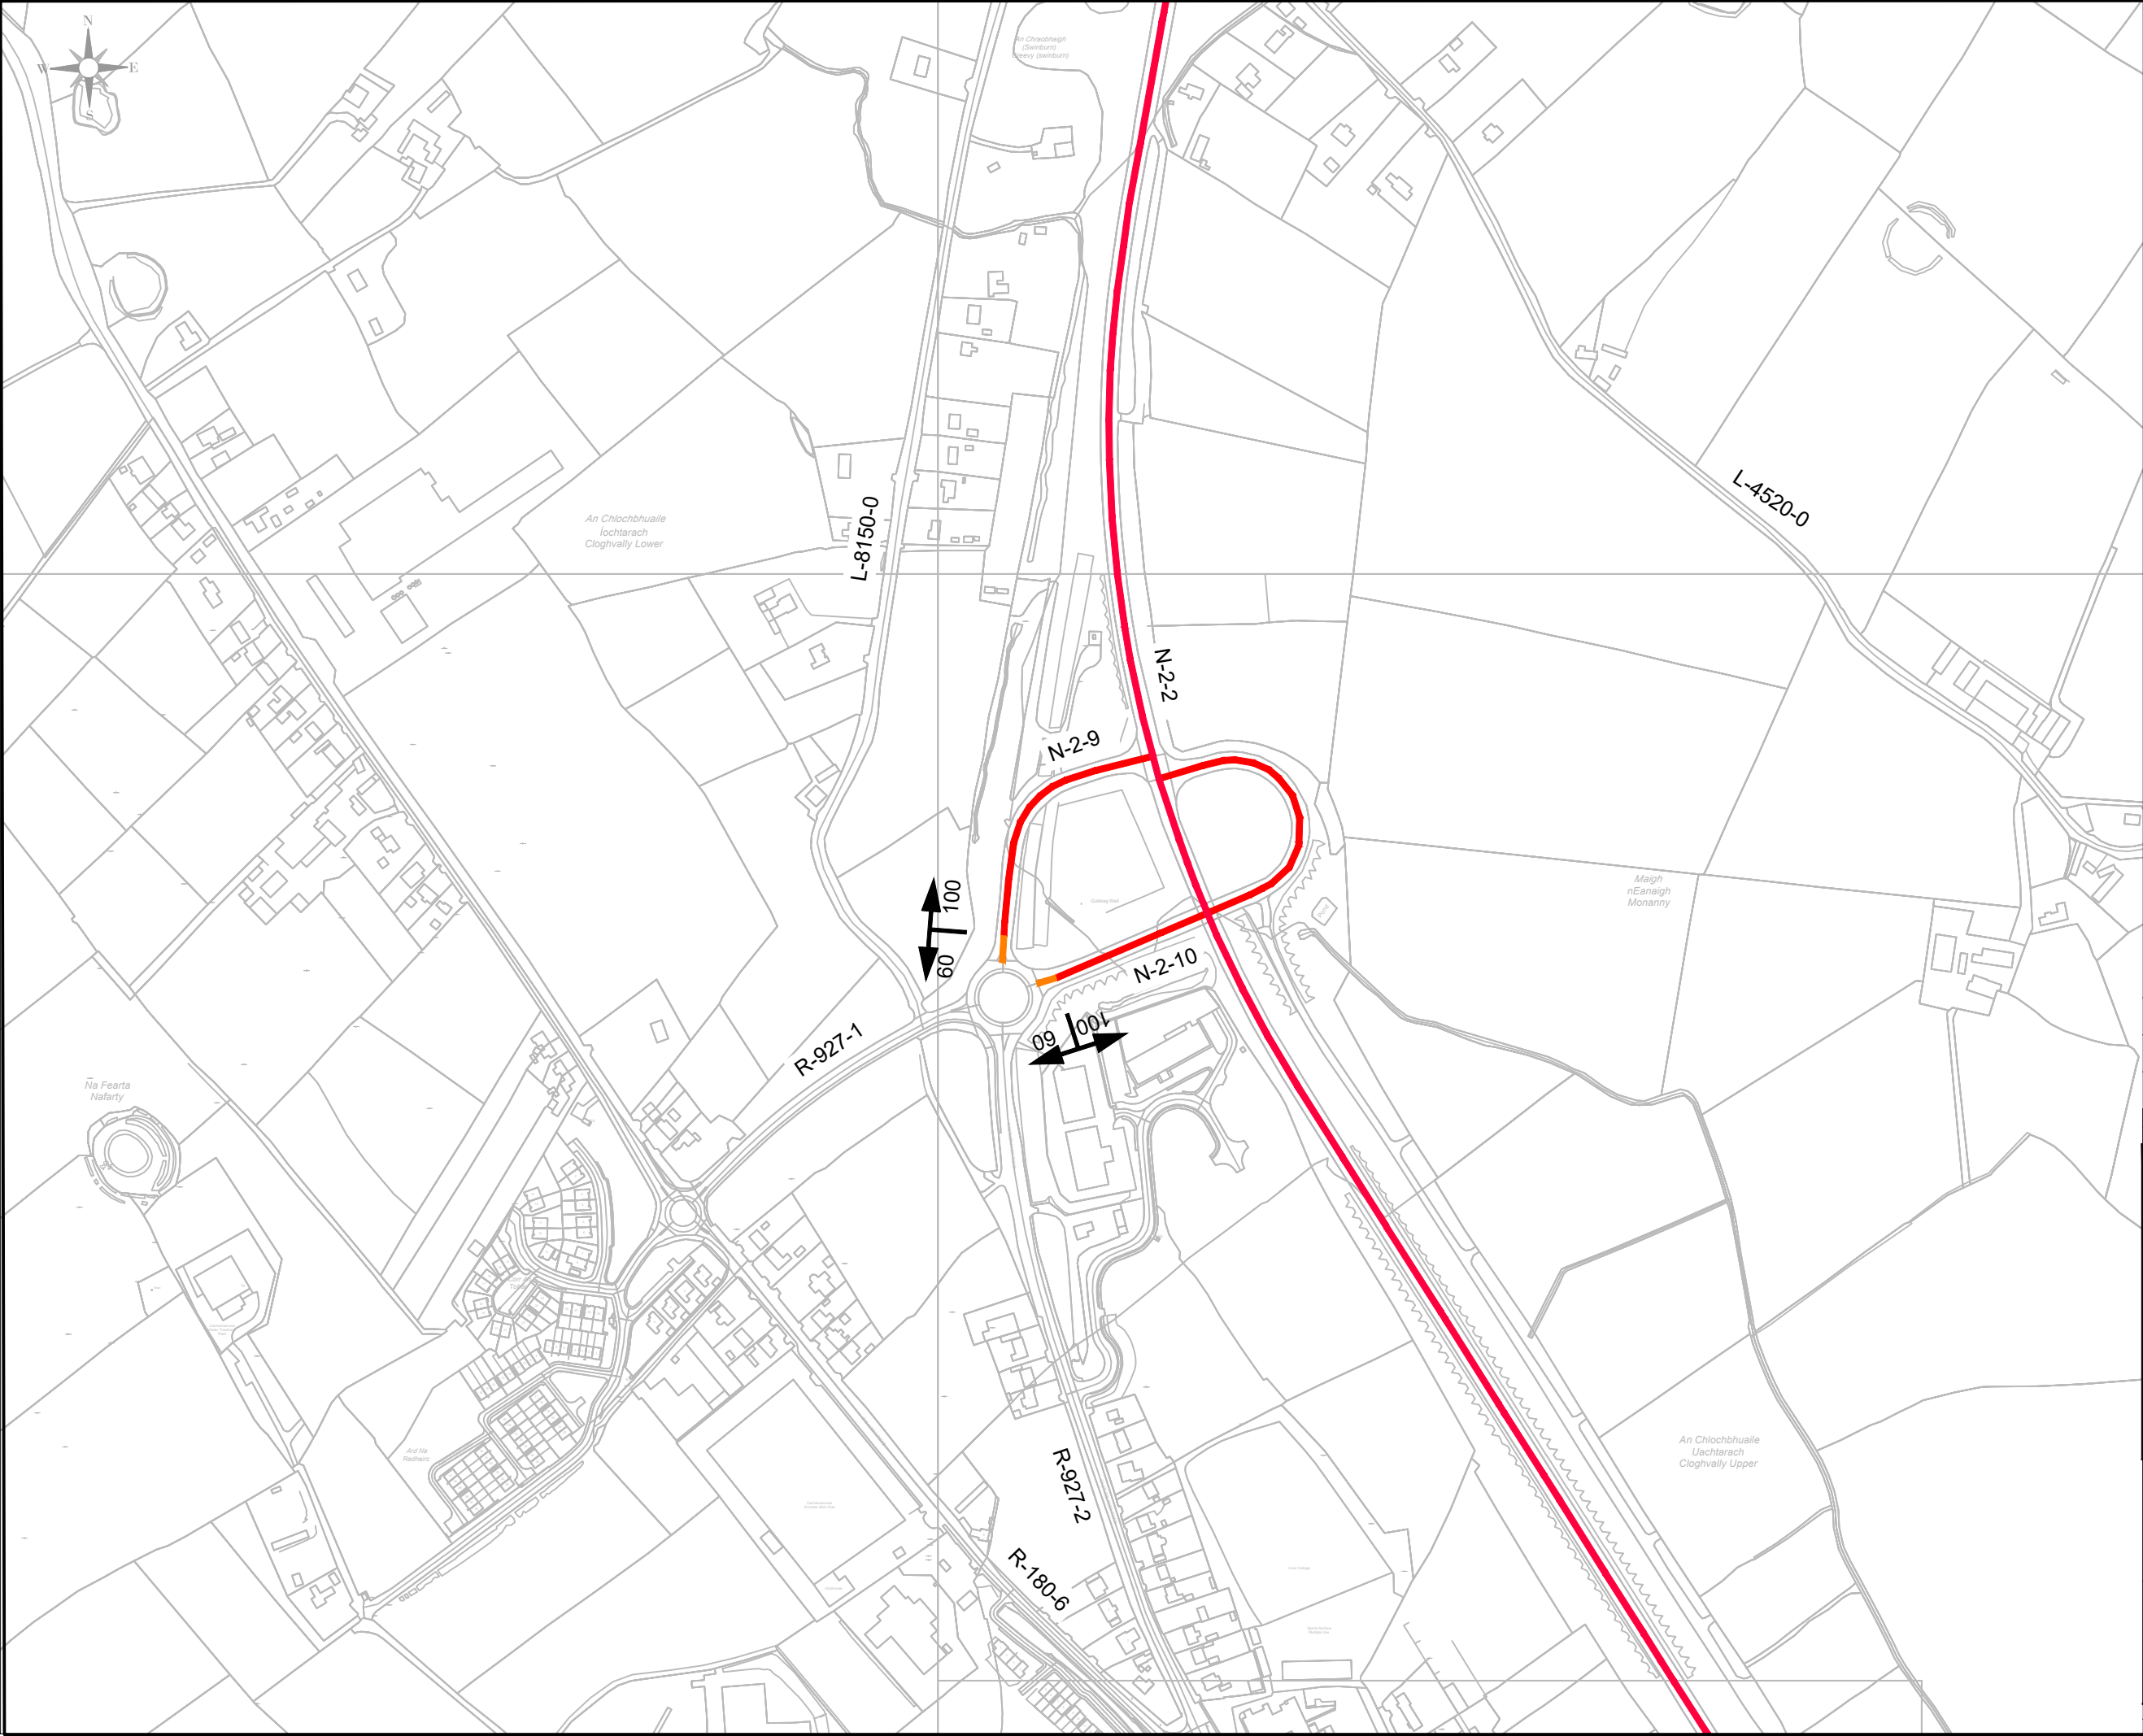 N
W
E
S
An Chraobhaigh
(Swinburn)
Creevy (swinburn)
L-4520-0
An Chlochbhuaile
Íochtarach
Cloghvally Lower
L-8150-0
N-2-2
N-2-9
Maigh
nEanaigh
Monanny
Pond
100
60
N-2-10
100
60
R-927-1
Na Fearta
Nafarty
An Chlochbhuaile
Uachtarach
Cloghvally Upper
Ard Na
Radhairc
R-927-2
R-180-6